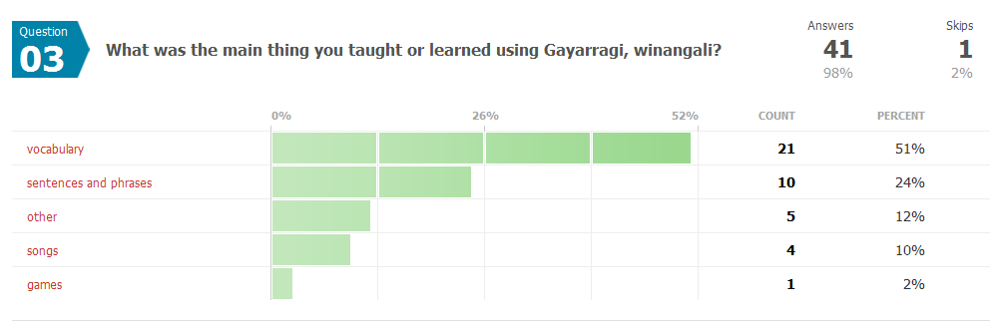 Question
03
What was the main thing you taught or learned using Gayarragi, winangali?
Answers
41
98%
Skips
1
2%
0% 26% 52% COUNT PERCENT
vocabulary 21 51%
sentences and phrases 10 24%
other 5 12%
songs 4 10%
games 1 2%